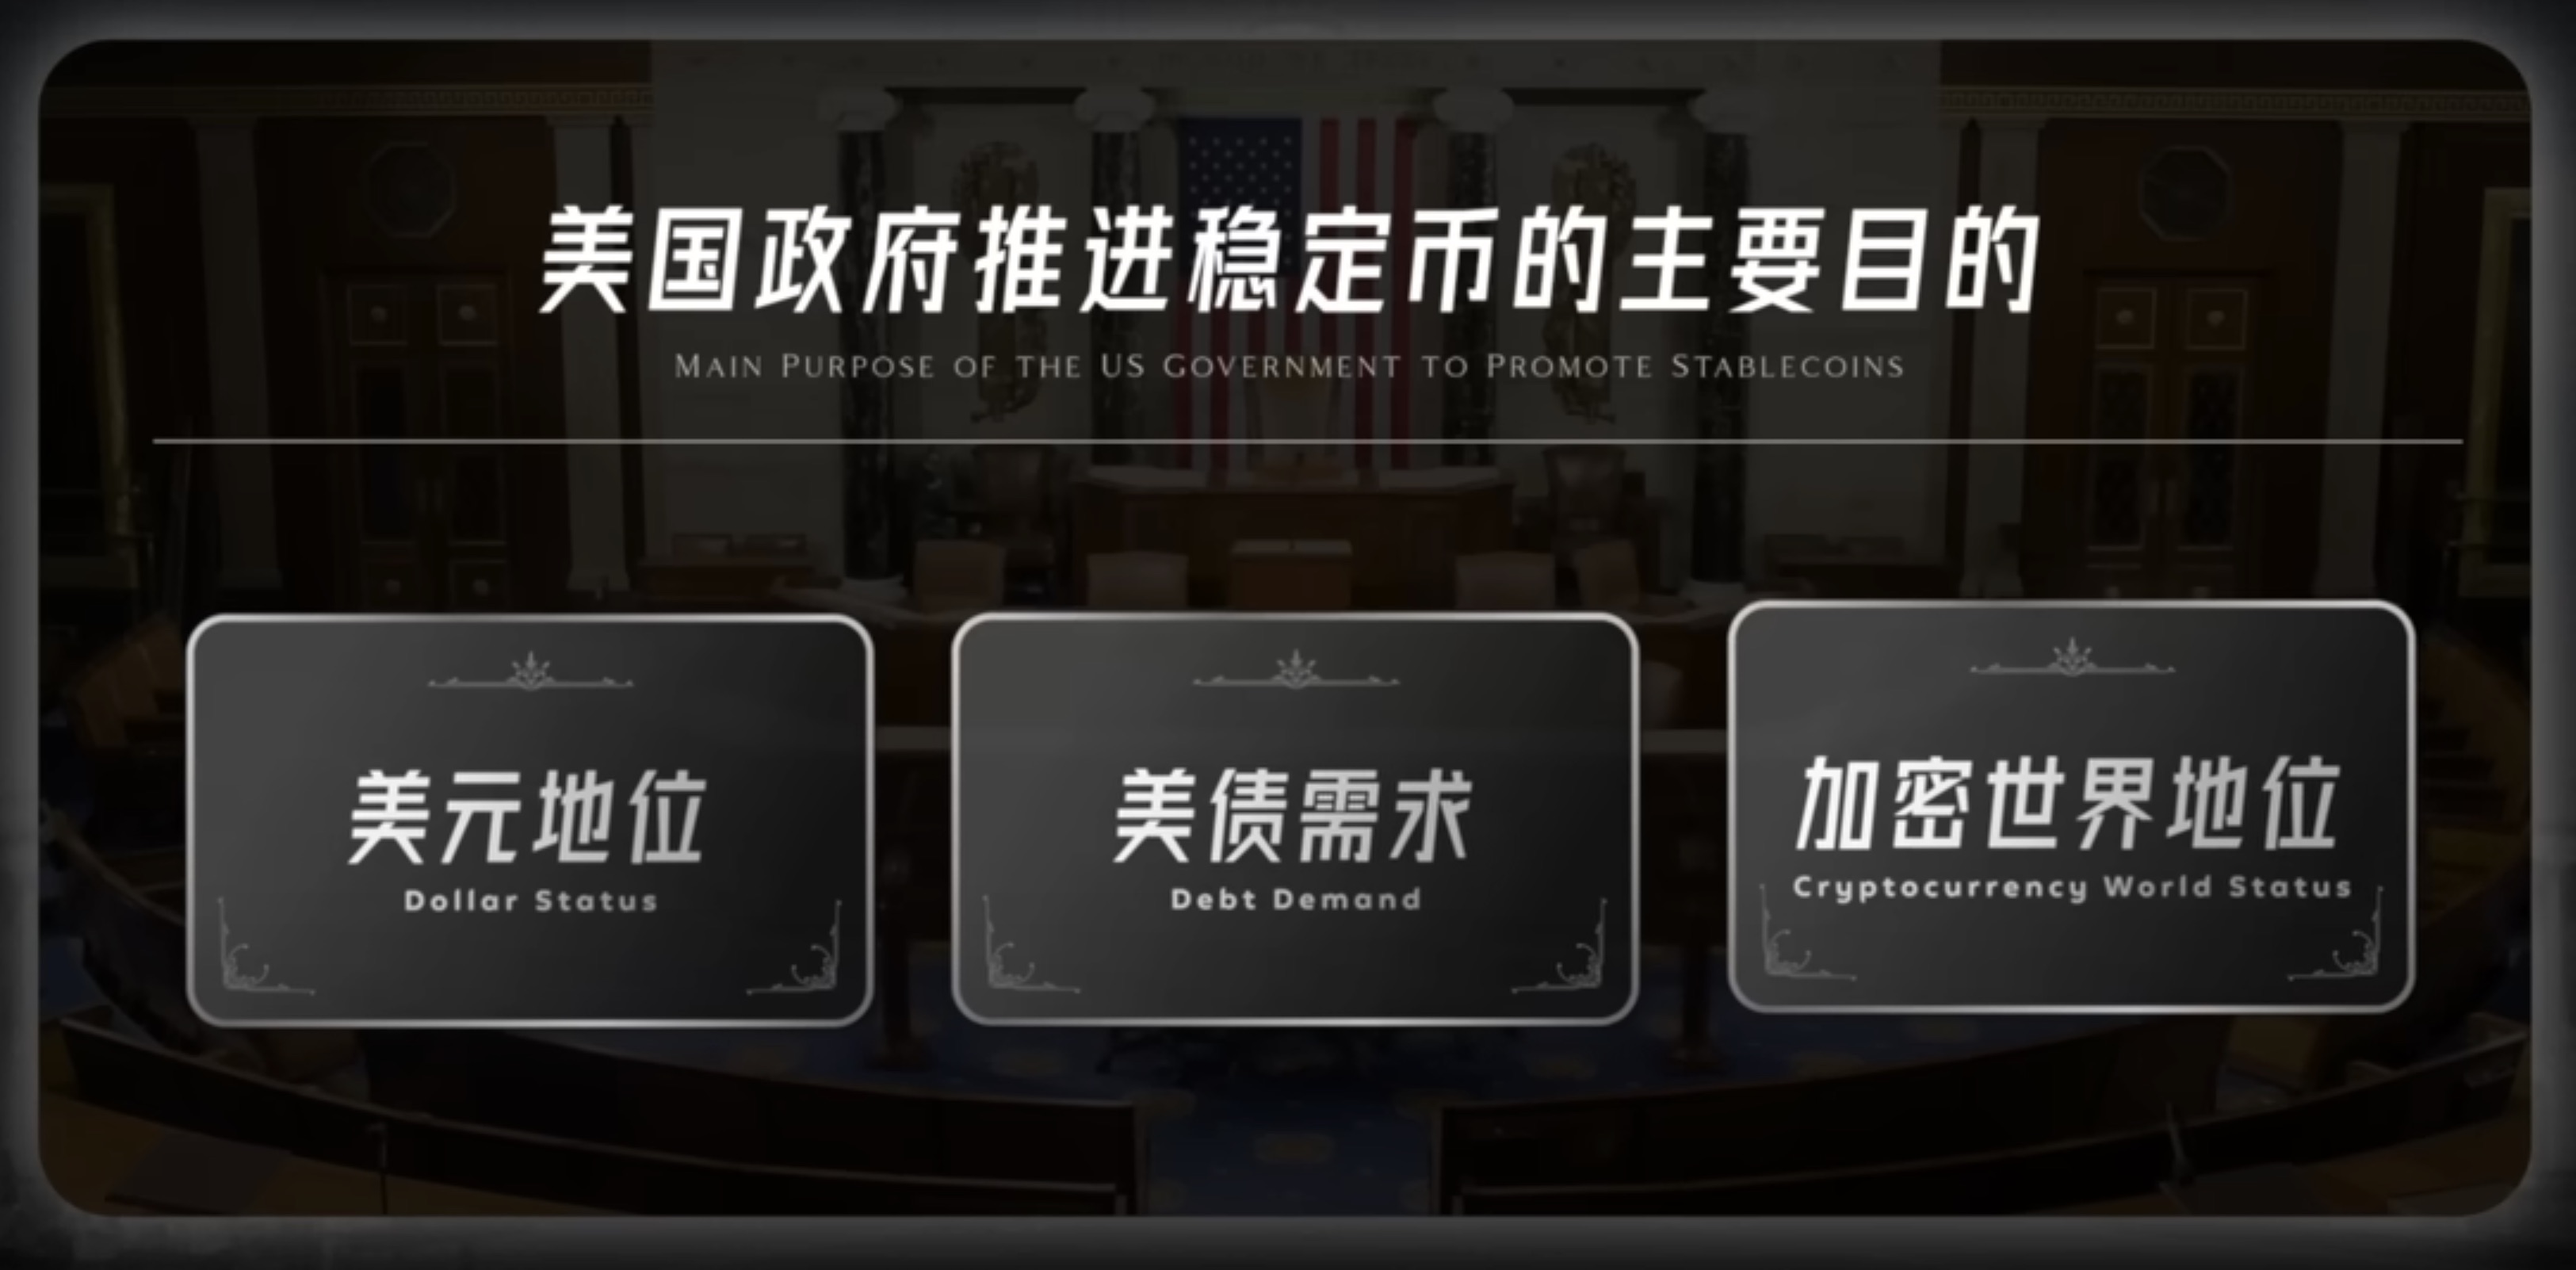 美国政府推进稳定币的主要目的
Main Purpose of the US Government to Promote Stablecoins
美元地位
Dollar Status
美债需求
Debt Demand
加密世界地位
Cryptocurrency World Status